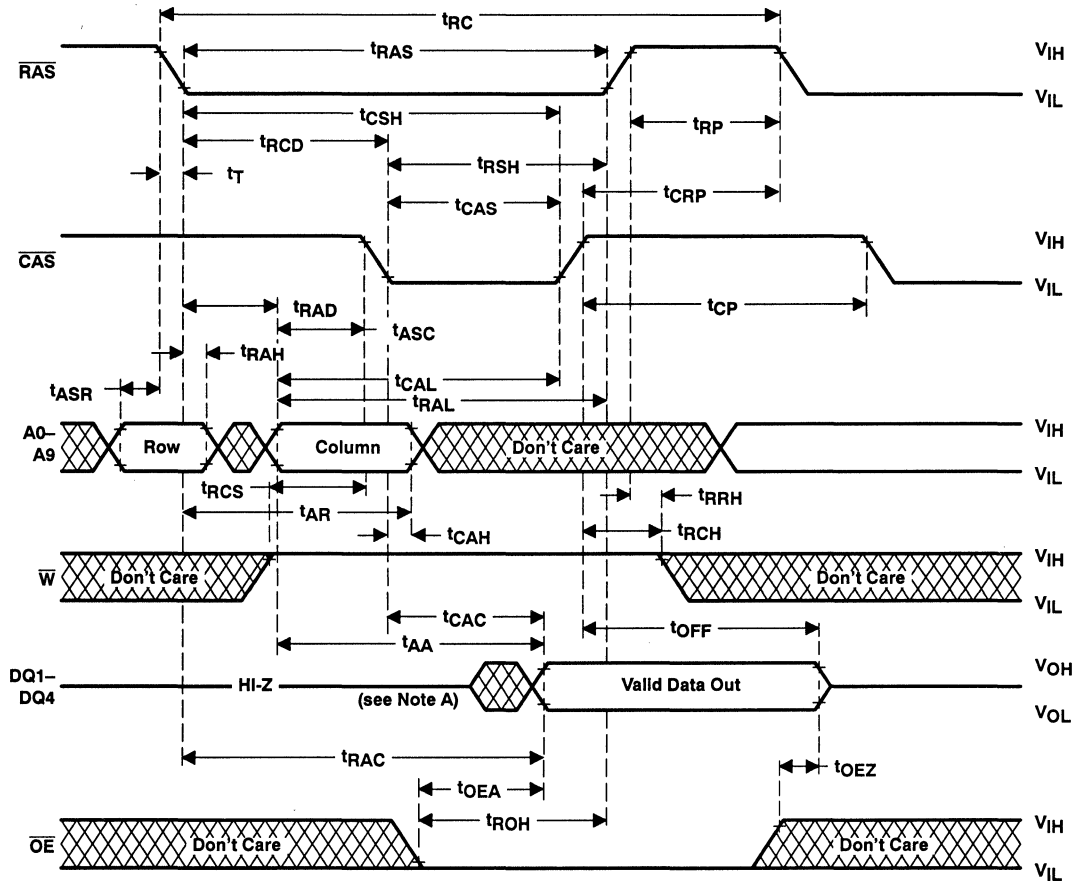 tRC
tRAS
VIH
RAS
VIL
tCSH
tRP
tRCD
tT
tRSH
tCRP
tCAS
VIH
CAS
VIL
tRAD
tCP
tASC
tRAH
tASR
tCAL
tRAL
A0–
A9
Row
Column
Don't Care
VIH
VIL
tRCS
tRRH
tAR
tRCH
tCAH
VIH
W
Don't Care
Don't Care
VIL
tCAC
tOFF
tAA
DQ1–
DQ4
HI-Z
(see Note A)
Valid Data Out
VOH
VOL
tRAC
tOEZ
tOEA
tROH
VIH
OE
Don't Care
Don't Care
VIL